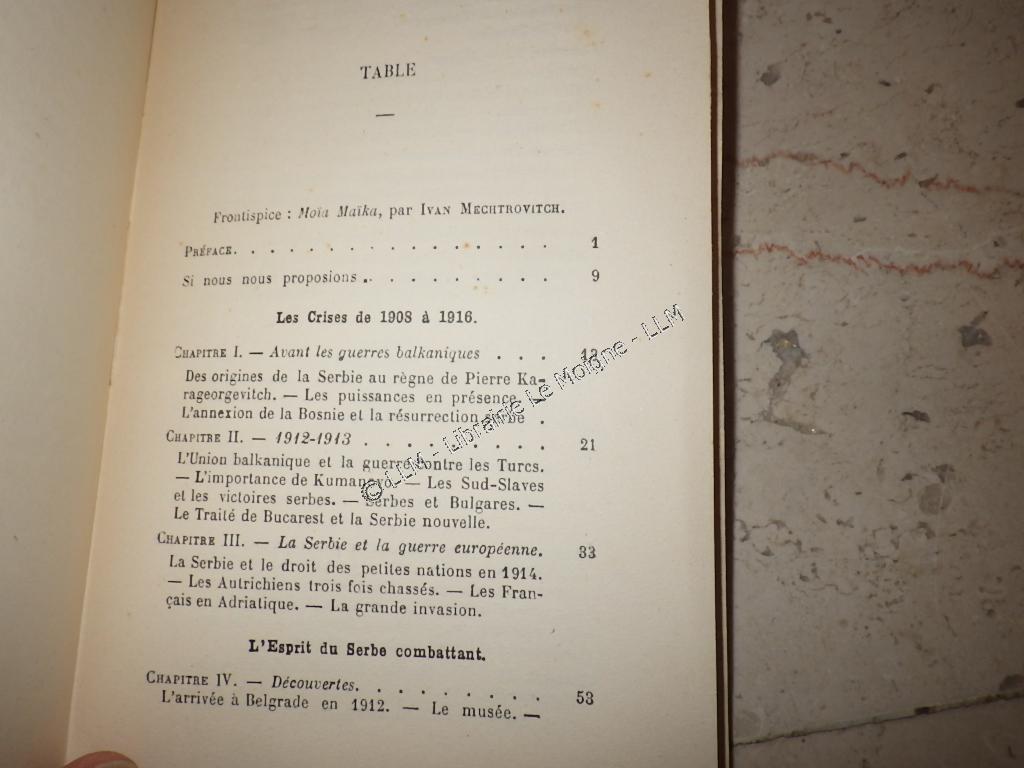 TABLE
Frontispice : Moïa Maïka, par IVAN MECHTROVITCH.
PRÉFACE. . . . . . . . . . . . . . . . 1
Si nous nous proposions . . . . . . . . . 9
Les Crises de 1908 à 1916.
CHAPITRE I. — Avant les guerres balkaniques . . .
Des origines de la Serbie au règne de Pierre Ka-
rageorgevitch. — Les puissances en présence. —
L'annexion de la Bosnie et la résurrection serbe .
CHAPITRE II. — 1912-1913 . . . . . . . . . 21
L'Union balkanique et la guerre contre les Turcs.
— L'importance de Kumanovo. — Les Sud-Slaves
et les victoires serbes. — Serbes et Bulgares. —
Le Traité de Bucarest et la Serbie nouvelle.
CHAPITRE III. — La Serbie et la guerre européenne. 33
La Serbie et le droit des petites nations en 1914.
— Les Autrichiens trois fois chassés. — Les Fran-
çais en Adriatique. — La grande invasion.
L'Esprit du Serbe combattant.
CHAPITRE IV. — Découvertes. . . . . . . . . 53
L'arrivée à Belgrade en 1912. — Le musée. —
© LLM - Librairie Le Moigne - LLM